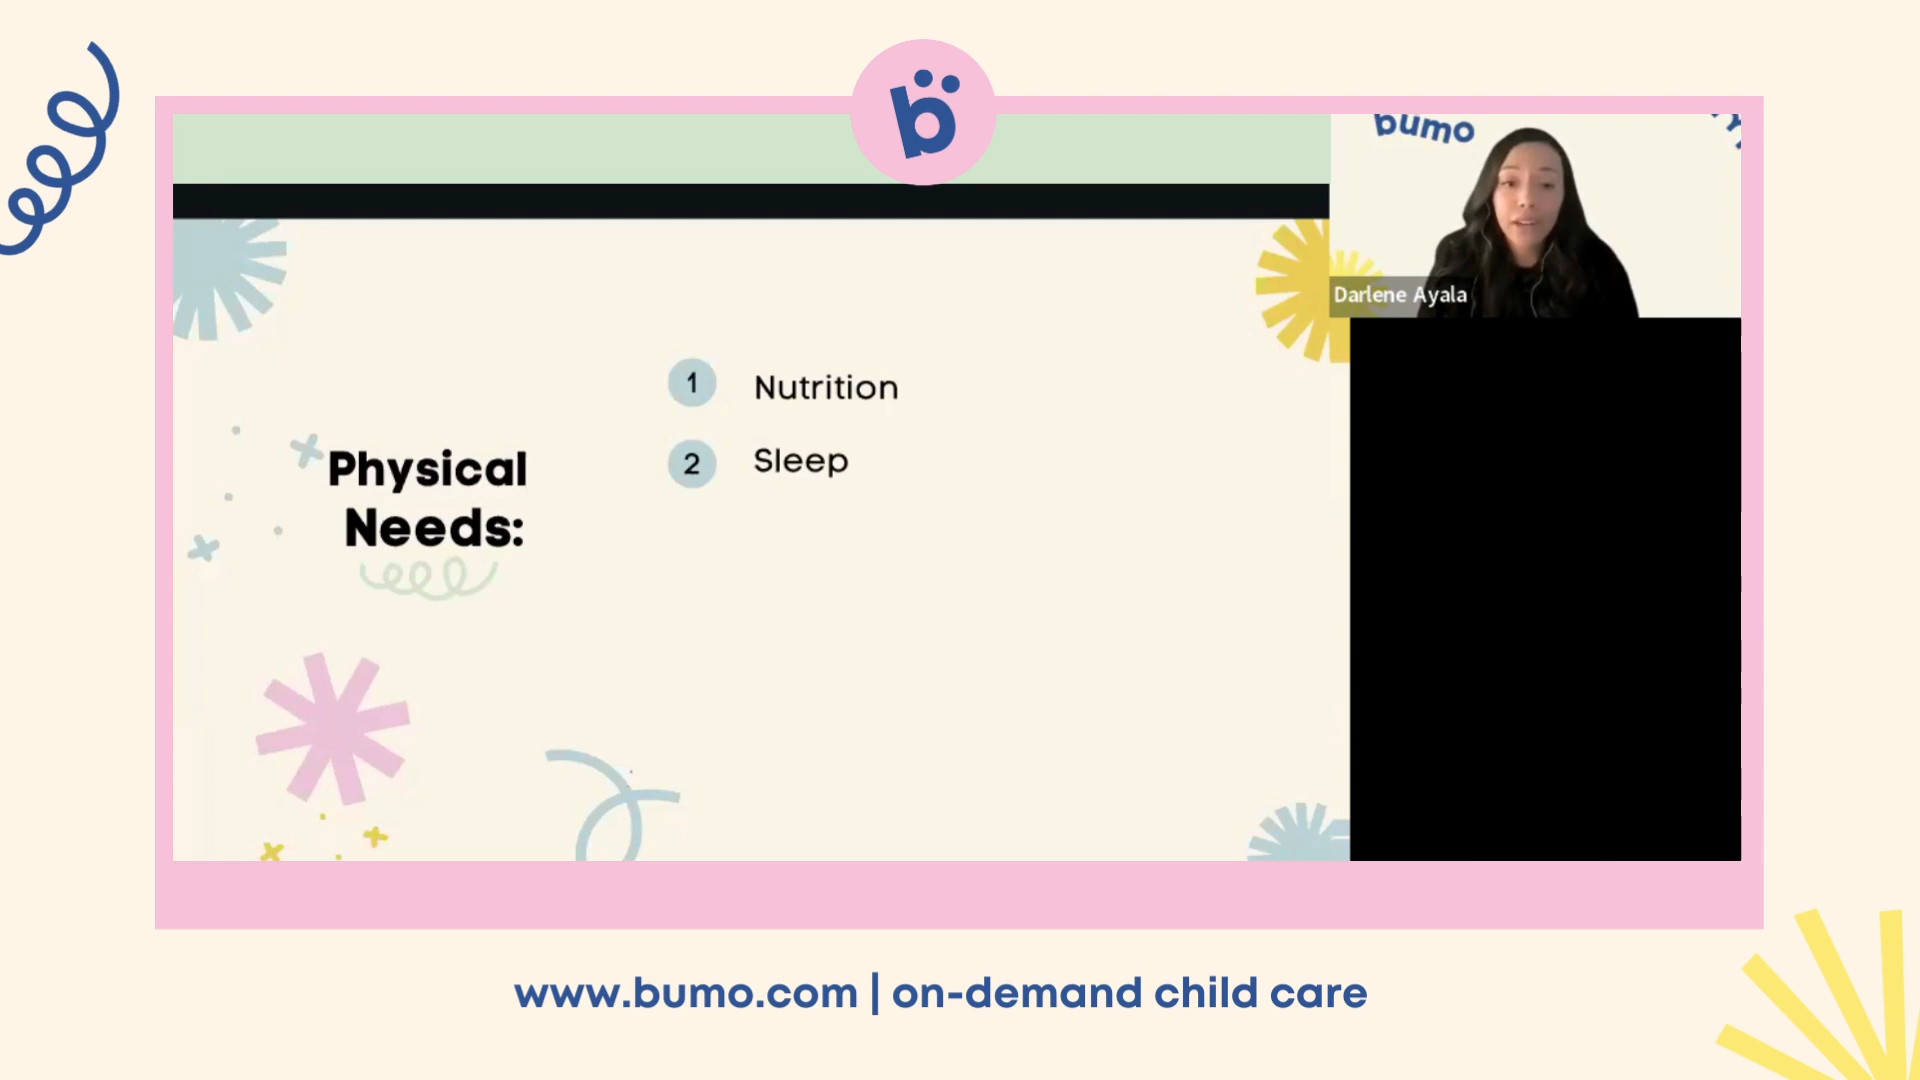 b
bumo
Darlene Ayala
1 Nutrition
2 Sleep
Physical
Needs:
www.bumo.com | on-demand child care